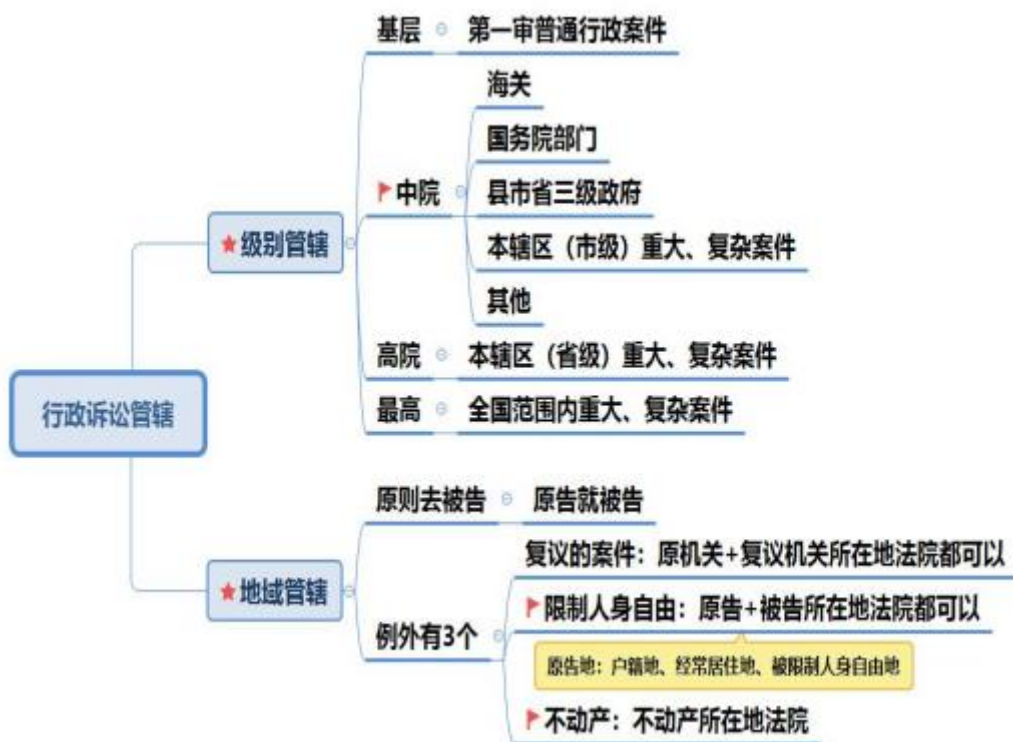 行政诉讼管辖
级别管辖
基层
第一审普通行政案件
中院
海关
国务院部门
县市省三级政府
本辖区（市级）重大、复杂案件
其他
高院
本辖区（省级）重大、复杂案件
最高
全国范围内重大、复杂案件
地域管辖
原则去被告
原告就被告
例外有3个
复议的案件：原机关+复议机关所在地法院都可以
限制人身自由：原告+被告所在地法院都可以
原告地：户籍地、经常居住地、被限制人身自由地
不动产：不动产所在地法院